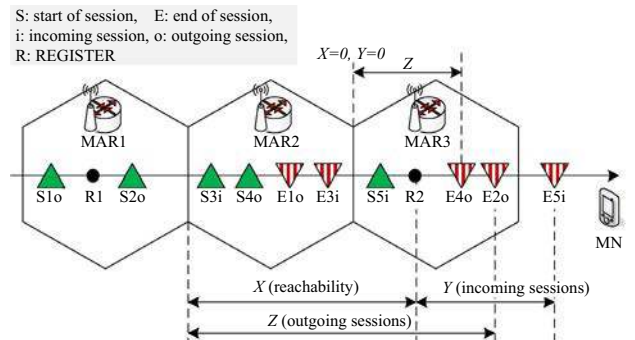 S: start of session, E: end of session,
i: incoming session, o: outgoing session,
R: REGISTER
X=0, Y=0
Z
MAR1 MAR2 MAR3
S1o R1 S2o S3i S4o E1o E3i S5i R2 E4o E2o E5i
MN
X (reachability) Y (incoming sessions)
Z (outgoing sessions)